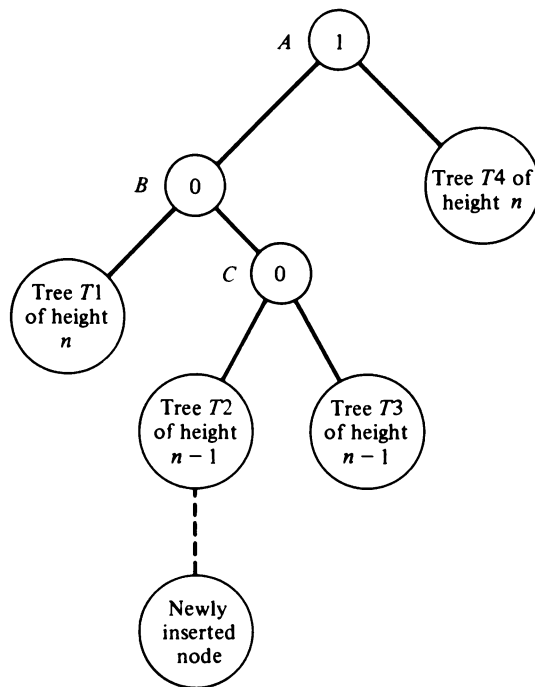 A
1
B
0
Tree T4 of
height n
C
0
Tree T1
of height
n
Tree T2
of height
n − 1
Tree T3
of height
n − 1
Newly
inserted
node